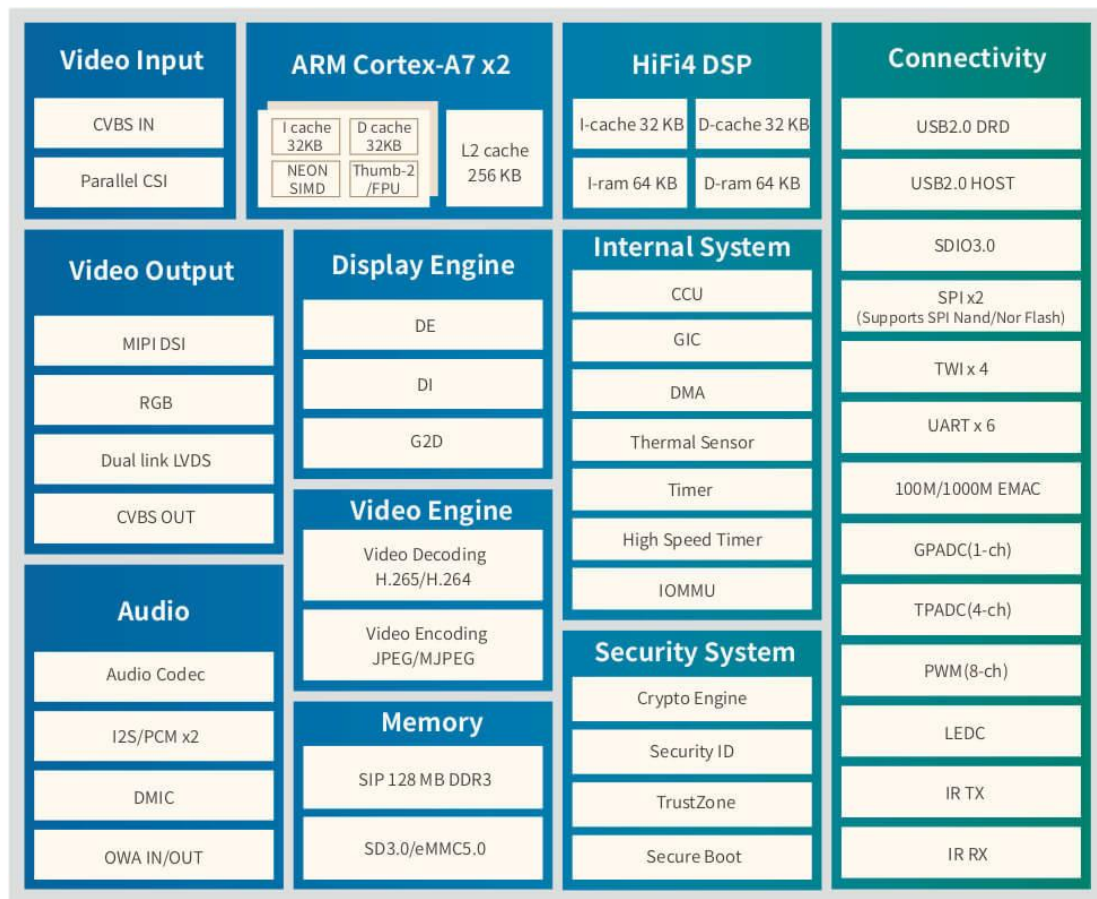 Video Input
CVBS IN
Parallel CSI
ARM Cortex-A7 x2
I cache
32KB
D cache
32KB
NEON
SIMD
Thumb-2
/FPU
L2 cache
256 KB
HiFi4 DSP
I-cache 32 KB
D-cache 32 KB
I-ram 64 KB
D-ram 64 KB
Connectivity
USB2.0 DRD
USB2.0 HOST
SDIO3.0
SPI x2
(Supports SPI Nand/Nor Flash)
TWI x 4
UART x 6
100M/1000M EMAC
GPADC(1-ch)
TPADC(4-ch)
PWM(8-ch)
LEDC
IR TX
IR RX
Video Output
MIPI DSI
RGB
Dual link LVDS
CVBS OUT
Display Engine
DE
DI
G2D
Internal System
CCU
GIC
DMA
Thermal Sensor
Timer
High Speed Timer
IOMMU
Video Engine
Video Decoding
H.265/H.264
Video Encoding
JPEG/MJPEG
Audio
Audio Codec
I2S/PCM x2
DMIC
OWA IN/OUT
Memory
SIP 128 MB DDR3
SD3.0/eMMC5.0
Security System
Crypto Engine
Security ID
TrustZone
Secure Boot